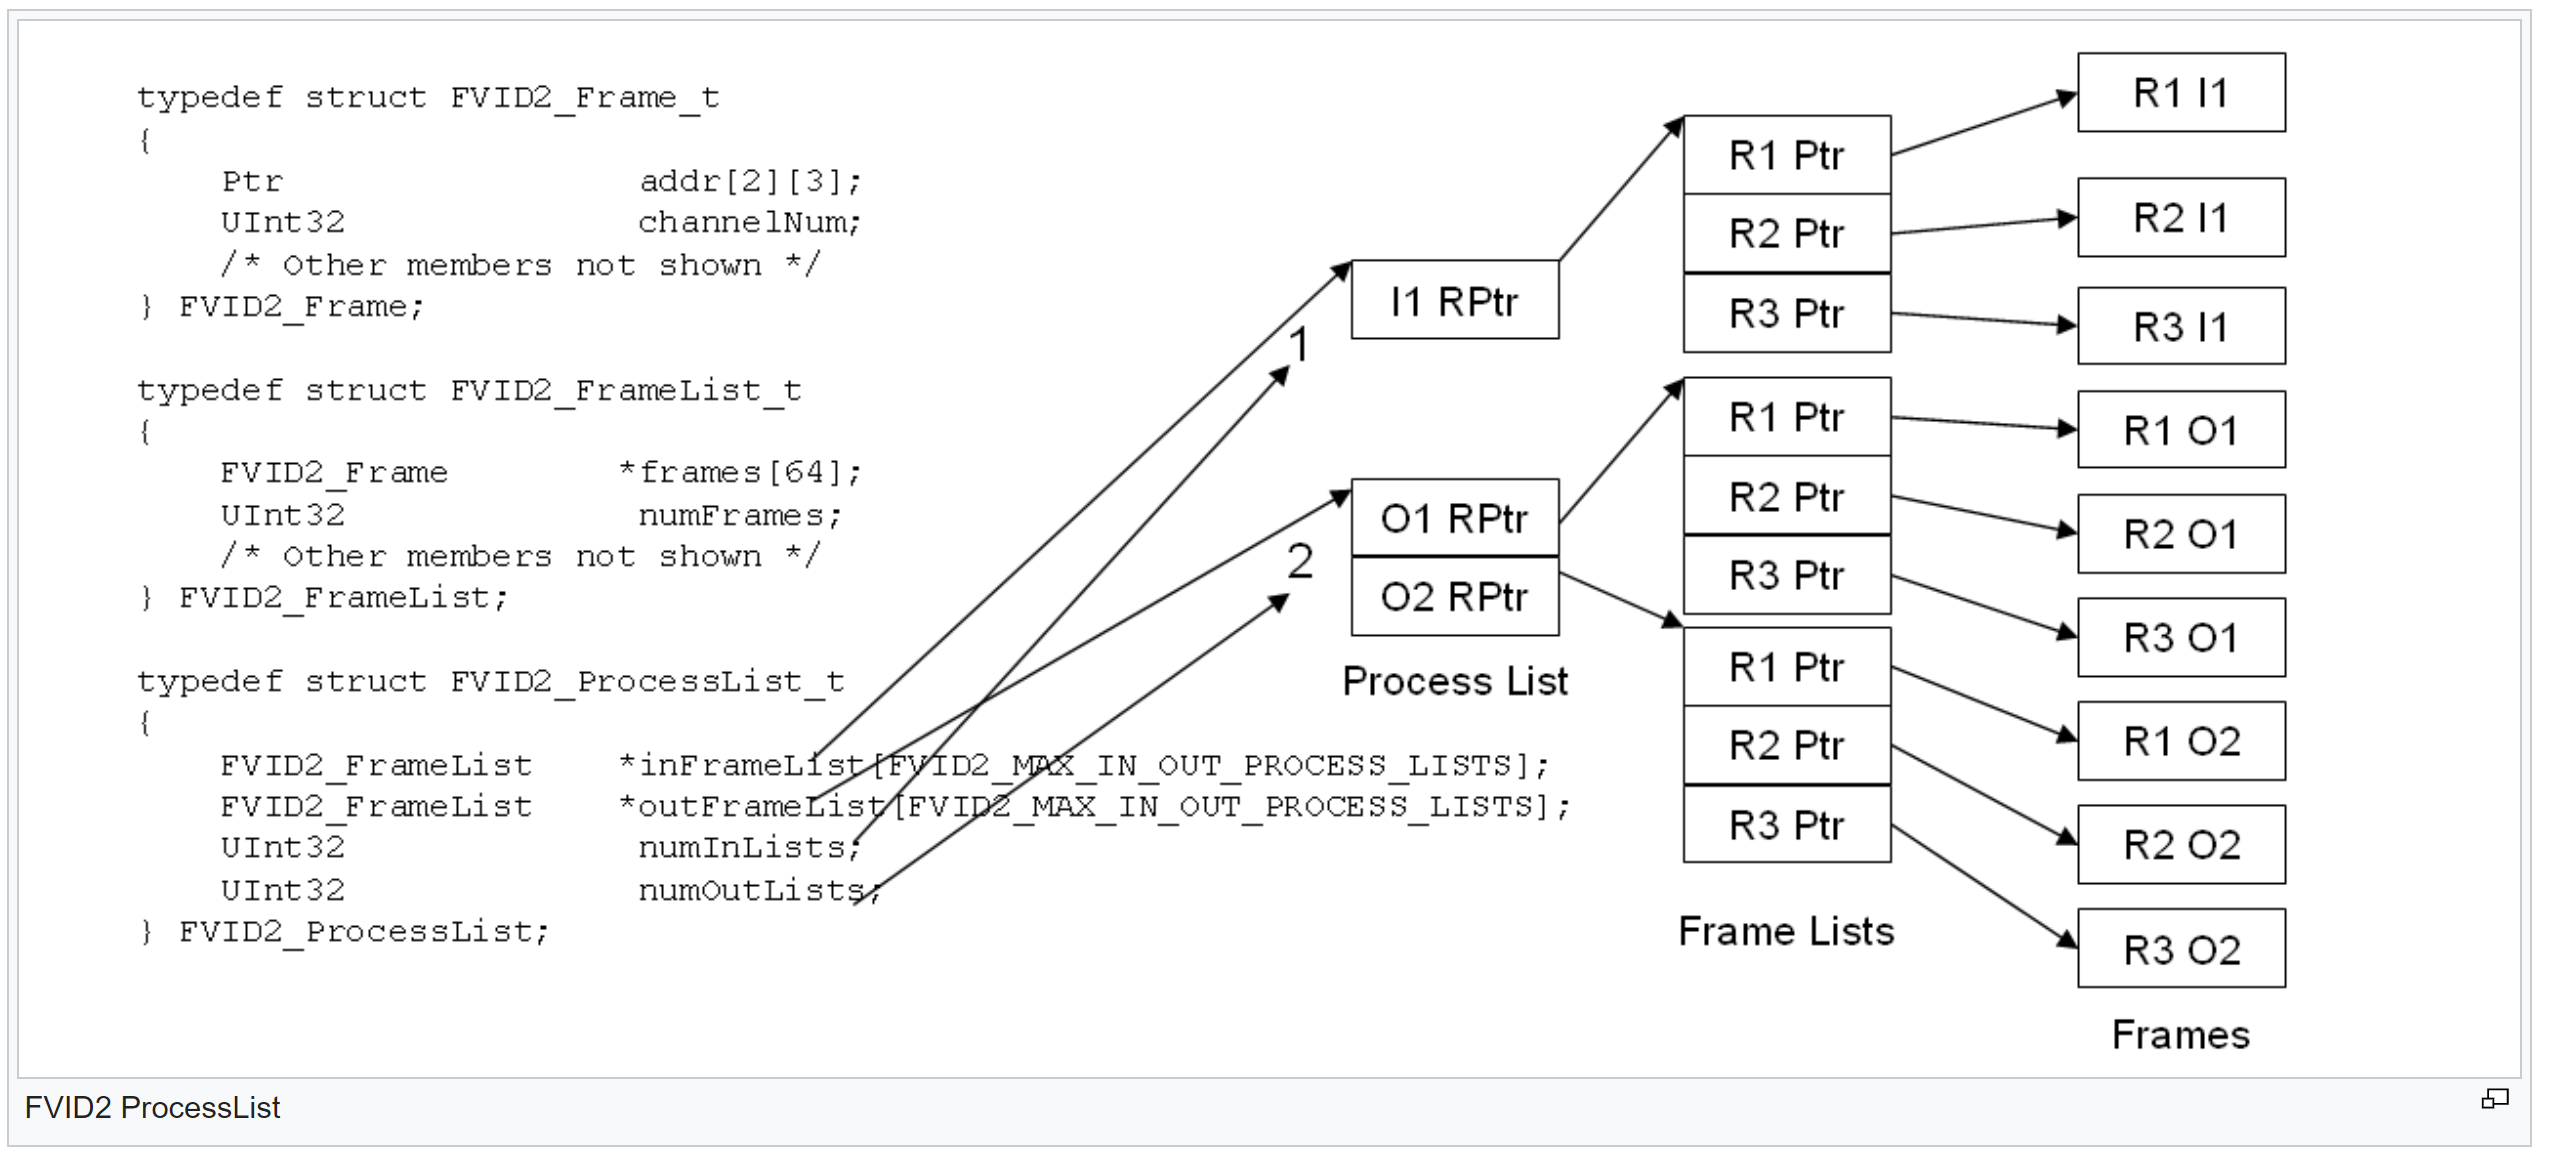 typedef struct FVID2_Frame_t
{
Ptr addr[2][3];
UInt32 channelNum;
/* Other members not shown */
} FVID2_Frame;
typedef struct FVID2_FrameList_t
{
FVID2_Frame *frames[64];
UInt32 numFrames;
/* Other members not shown */
} FVID2_FrameList;
typedef struct FVID2_ProcessList_t
{
FVID2_FrameList *inFrameList[FVID2_MAX_IN_OUT_PROCESS_LISTS];
FVID2_FrameList *outFrameList[FVID2_MAX_IN_OUT_PROCESS_LISTS];
UInt32 numInLists;
UInt32 numOutLists;
} FVID2_ProcessList;
1
2
I1 RPtr
O1 RPtr
O2 RPtr
Process List
R1 Ptr
R2 Ptr
R3 Ptr
R1 Ptr
R2 Ptr
R3 Ptr
R1 Ptr
R2 Ptr
R3 Ptr
Frame Lists
R1 I1
R2 I1
R3 I1
R1 O1
R2 O1
R3 O1
R1 O2
R2 O2
R3 O2
Frames
FVID2 ProcessList